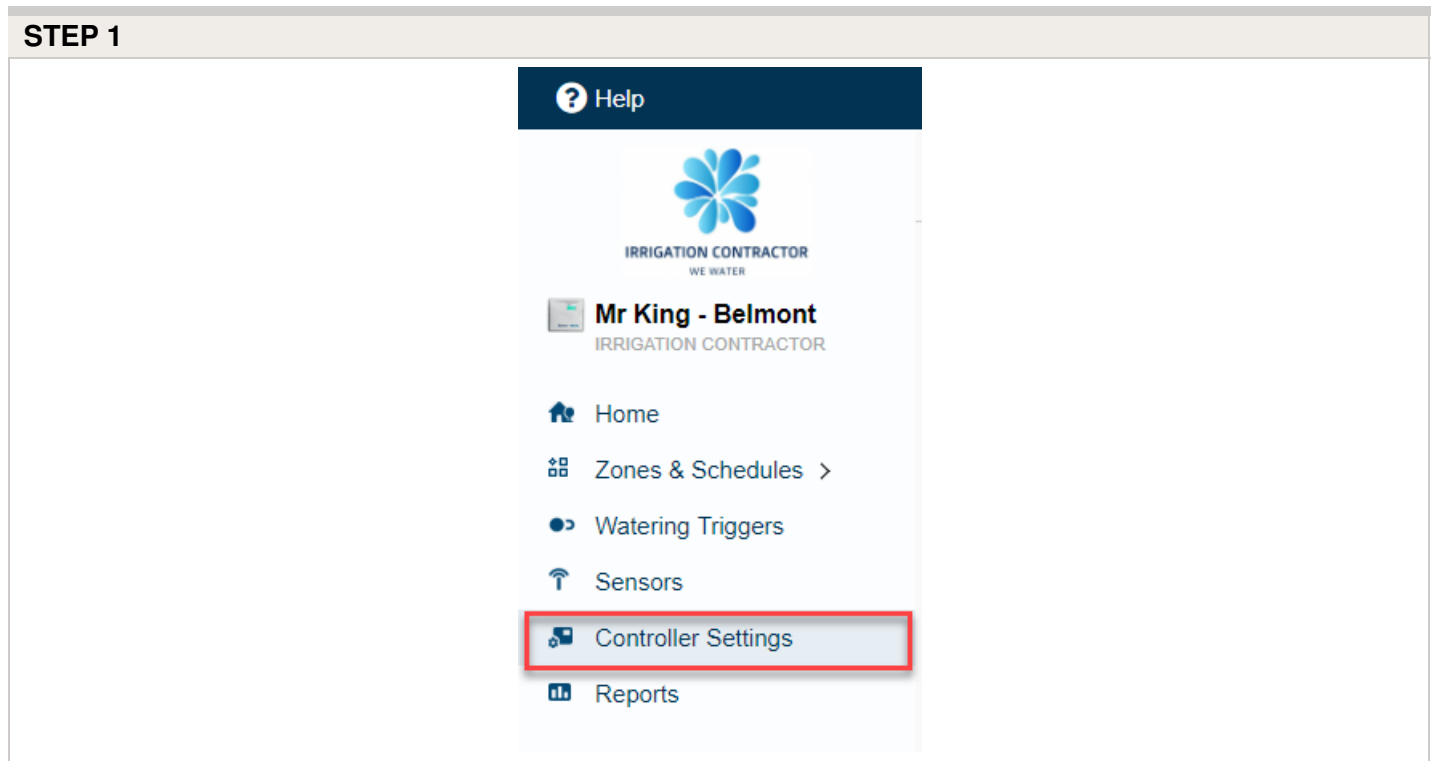 STEP 1
? Help
IRRIGATION CONTRACTOR
WE WATER
Mr King - Belmont
IRRIGATION CONTRACTOR
Home
Zones & Schedules >
Watering Triggers
Sensors
Controller Settings
Reports